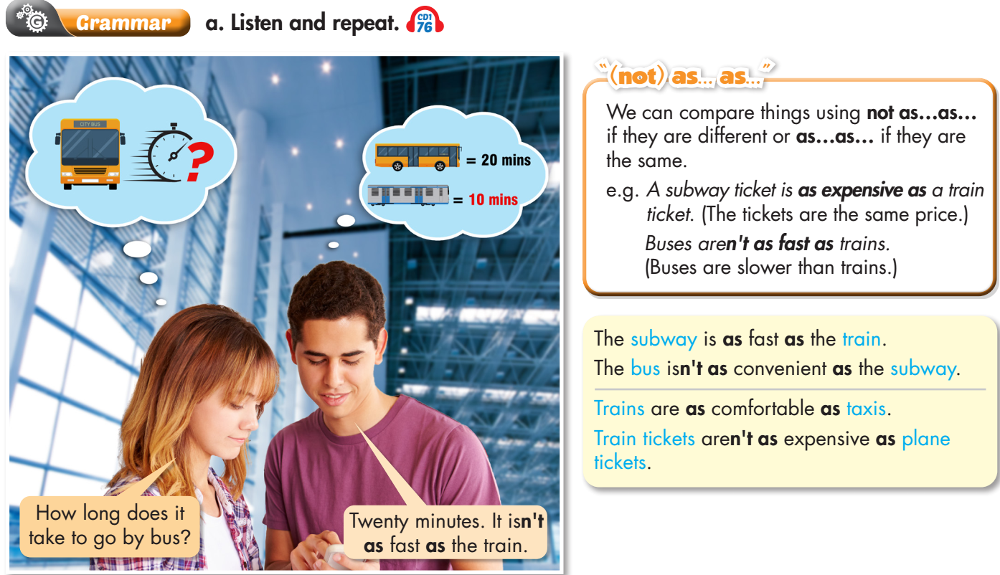 Grammar
a. Listen and repeat.
CD1
76
CITY BUS
?
= 20 mins
= 10 mins
How long does it
take to go by bus?
Twenty minutes. It isn't
as fast as the train.
"(not) as... as..."
We can compare things using not as...as...
if they are different or as...as... if they are
the same.
e.g. A subway ticket is as expensive as a train
ticket. (The tickets are the same price.)
Buses aren't as fast as trains.
(Buses are slower than trains.)
The subway is as fast as the train.
The bus isn't as convenient as the subway.
Trains are as comfortable as taxis.
Train tickets aren't as expensive as plane
tickets.